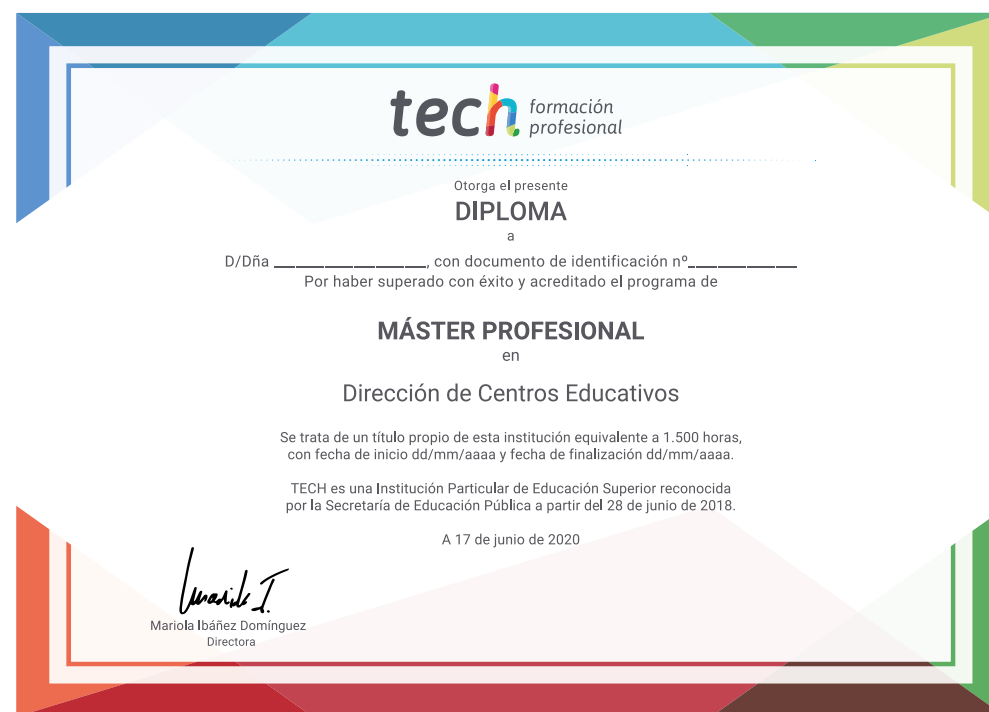 tech formación
profesional
Otorga el presente
DIPLOMA
a
D/Dña ____________________, con documento de identificación nº______________
Por haber superado con éxito y acreditado el programa de
MÁSTER PROFESIONAL
en
Dirección de Centros Educativos
Se trata de un título propio de esta institución equivalente a 1.500 horas,
con fecha de inicio dd/mm/aaaa y fecha de finalización dd/mm/aaaa.
TECH es una Institución Particular de Educación Superior reconocida
por la Secretaría de Educación Pública a partir del 28 de junio de 2018.
A 17 de junio de 2020
Mariola Ibáñez Domínguez
Directora